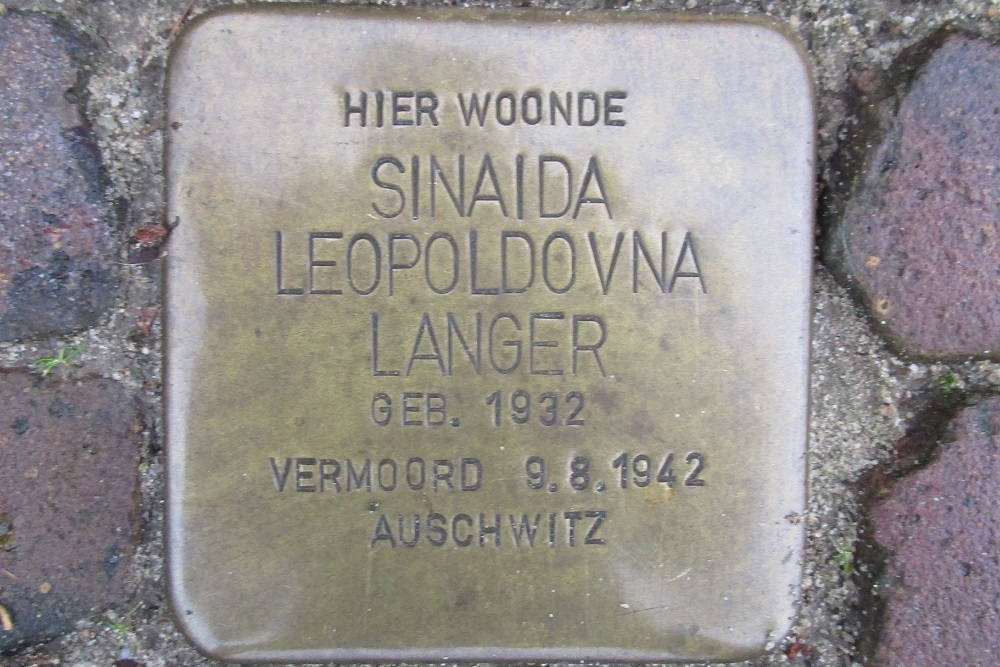 HIER WOONDE
SINAIDA
LEOPOLDOVNA
LANGER
GEB. 1932
VERMOORD 9.8.1942
AUSCHWITZ